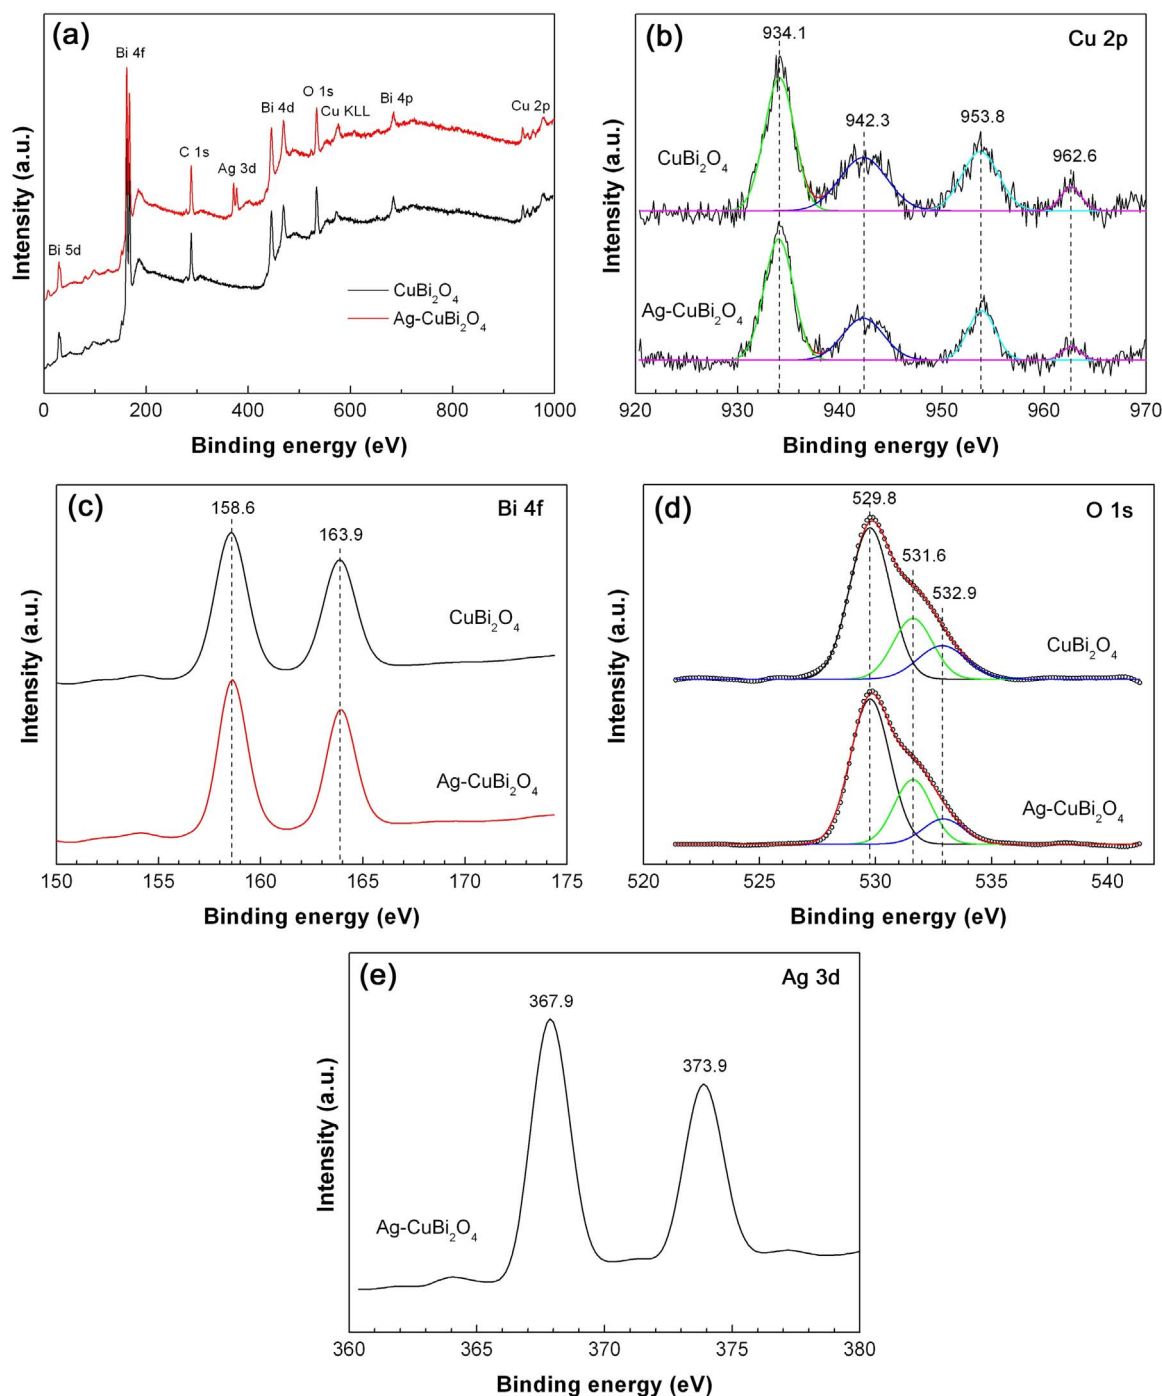 (a)
Bi 4f
Bi 5d
C 1s
Ag 3d
Bi 4d
O 1s
Cu KLL
Bi 4p
Cu 2p
CuBi₂O₄
Ag-CuBi₂O₄
Intensity (a.u.)
0 200 400 600 800 1000
Binding energy (eV)
(b)
Cu 2p
934.1
942.3
953.8
962.6
CuBi₂O₄
Ag-CuBi₂O₄
Intensity (a.u.)
920 930 940 950 960 970
Binding energy (eV)
(c)
Bi 4f
158.6
163.9
CuBi₂O₄
Ag-CuBi₂O₄
Intensity (a.u.)
150 155 160 165 170 175
Binding energy (eV)
(d)
O 1s
529.8
531.6
532.9
CuBi₂O₄
Ag-CuBi₂O₄
Intensity (a.u.)
520 525 530 535 540
Binding energy (eV)
(e)
Ag 3d
367.9
373.9
Ag-CuBi₂O₄
Intensity (a.u.)
360 365 370 375 380
Binding energy (eV)